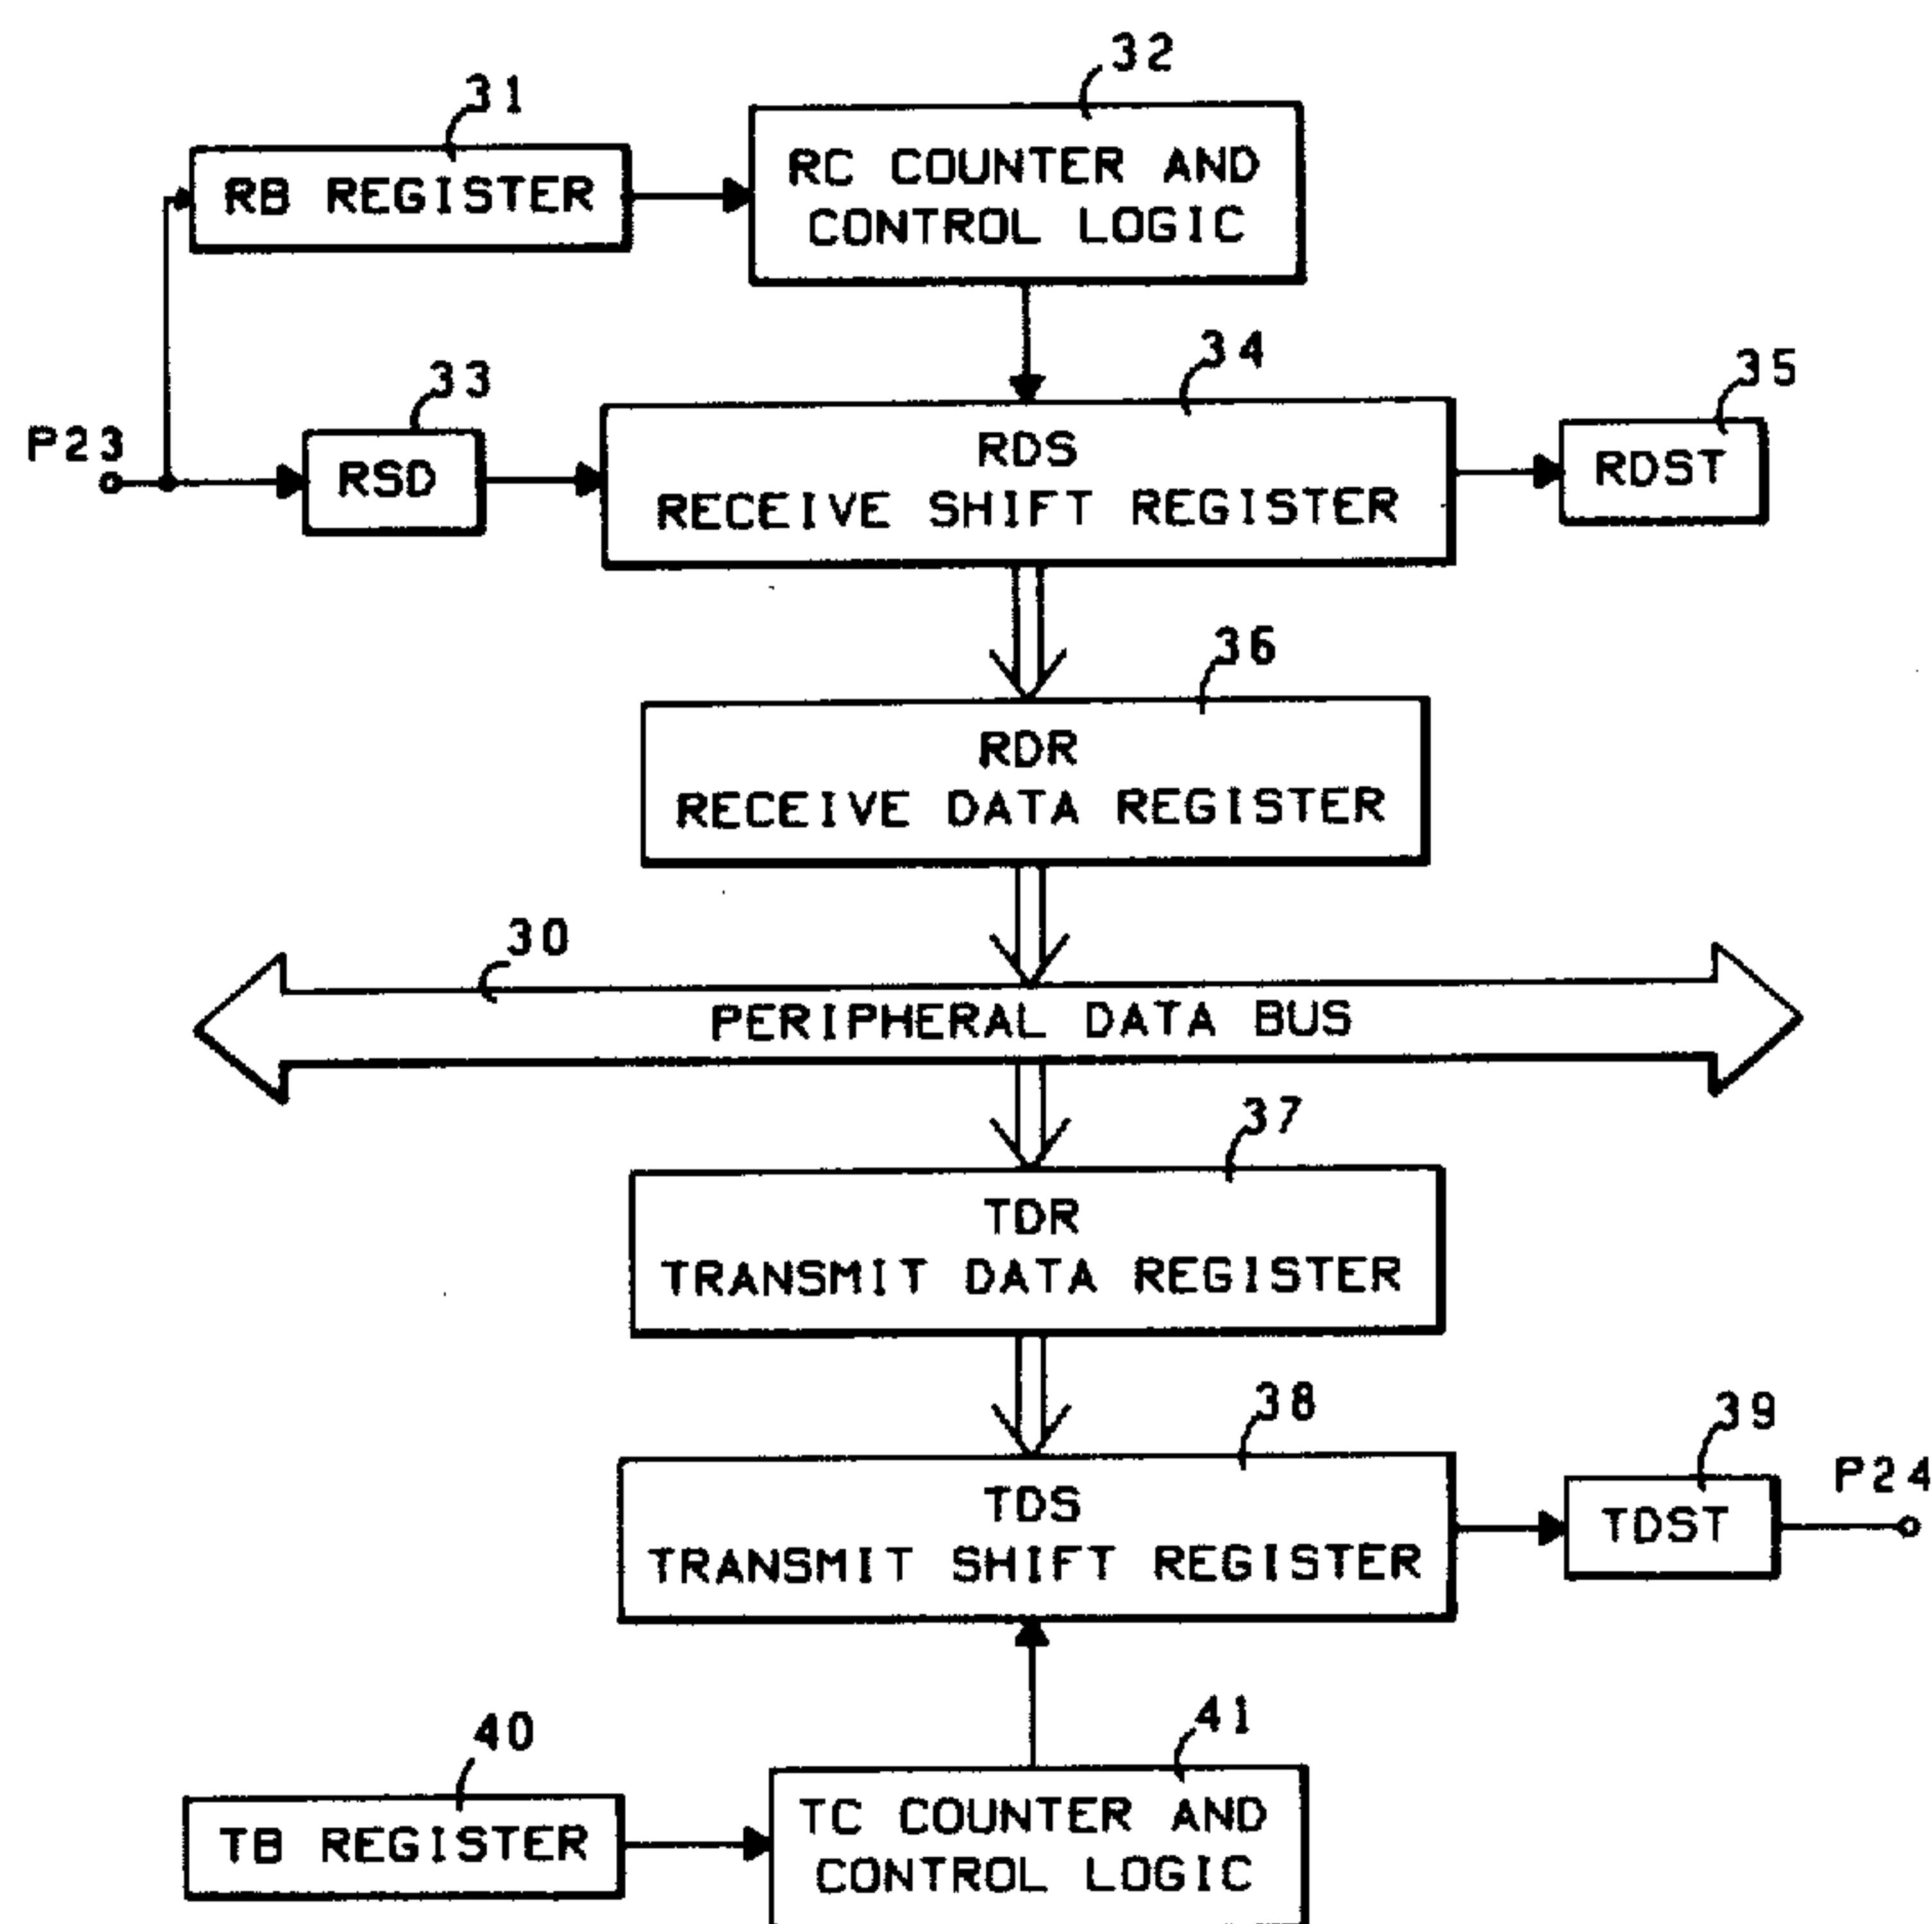 32
31
RC COUNTER AND
CONTROL LOGIC
RB REGISTER
34
35
33
P23
RSD
RDS
RECEIVE SHIFT REGISTER
RDST
36
RDR
RECEIVE DATA REGISTER
30
PERIPHERAL DATA BUS
37
TDR
TRANSMIT DATA REGISTER
38
39
P24
TDS
TRANSMIT SHIFT REGISTER
TDST
41
40
TC COUNTER AND
CONTROL LOGIC
TB REGISTER